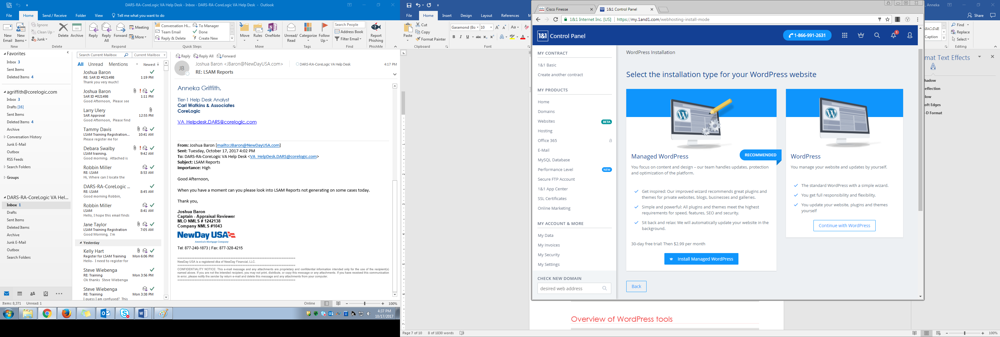 DARS-RA-CoreLogic VA Help Desk - Inbox - DARS-RA-CoreLogic VA Help Desk - Outlook
File Home Send / Receive Folder View Tell me what you want to do
New Email
New Items
New
Ignore
Clean Up
Junk
Delete
Archive
Delete
Reply
Reply All
Forward
Meeting
More
Respond
Conversation Hi...
Team Email
Reply & Delete
To Manager
Done
Create New
Quick Steps
Move
Rules
OneNote
Move
Unread/ Read
Categorize
Follow Up
Tags
Search People
Address Book
Filter Email
Find
Report Phishing
PhishMe
Favorites
Inbox 3
Sent Items
Deleted Items 4
agriffith@corelogic.com
Inbox 3
Drafts [16]
Sent Items
Deleted Items 4
Archive
Conversation History
Junk E-Mail
Outbox
RSS Feeds
Search Folders
Groups
DARS-RA-CoreLogic VA Hel...
Inbox 1
Drafts
Sent Items
Deleted Items
Archive
Junk E-Mail
Outbox
Search Folders
Items: 8,371 Unread: 1
Search Current Mailbox Current Mailbox
All Unread Mentions Newest
Joshua Baron
RE: SAR ID #021498 1:19 PM
Thank you very much!!
Joshua Baron
SAR ID #021498 1:11 PM
Good Afternoon, Please see
Larry Ulery
SAR Approval 12:55 PM
Good Afternoon, Please find
Tammy Davis
LSAM Training Registration... 10:41 AM
Please register me for
Debara Swalby
LSAM training. 9:42 AM
Good morning. Attached is
Robbin Miller
RE: LSAM 8:53 AM
Hi, Where can I locate the
DARS-RA-CoreLogic ...
RE: LSAM 8:45 AM
Good morning Robbin,
Robbin Miller
LSAM 8:41 AM
Hello, I hope this email finds
Jane Taylor
LSAM Training Registration 7:05 AM
Good Morning, I'm
Yesterday
Kelly Hart
Register for LSAM Training Mon 6:06 PM
Hello- I need to register for
Steve Wiebenga
RE: Training Mon 3:56 PM
Ok thanks Steve Wiebenga
Steve Wiebenga
RE: Training Mon 3:38 PM
I guess I am confused? This
Reply Reply All Forward
JB
Joshua Baron <JBaron@NewDayUSA.com> DARS-RA-CoreLogic VA Help Desk 4:17 PM
RE: LSAM Reports
Anneka Griffith,
Tier-1 Help Desk Analyst
Carl Watkins & Associates
CoreLogic
VA_Helpdesk.DARS@corelogic.com
From: Joshua Baron [mailto:JBaron@NewDayUSA.com]
Sent: Tuesday, October 17, 2017 4:02 PM
To: DARS-RA-CoreLogic VA Help Desk <VA_HelpDesk.DARS@corelogic.com>
Subject: LSAM Reports
Importance: High
Good Afternoon,
When you have a moment can you please look into LSAM Reports not generating on some cases today.
Thank you,
Joshua Baron
Captain - Appraisal Reviewer
MLO NMLS # 1242138
Company NMLS #1043
NewDay USA
America's Mortgage Company
Tel: 877-240-1873 | Fax: 877-328-4215
NewDay USA is a registered dba of NewDay Financial, LLC.
CONFIDENTIALITY NOTICE: This e-mail message and any attachments are proprietary and confidential information intended only for the use of the recipient(s)
named above. If you are not the intended recipient, you may not print, distribute, or copy this message or any attachments. If you have received this communication
in error, please notify the sender by return e-mail and delete this message and any attachments from your computer.
Online 100%
4:37 PM
10/17/2017
File Home Insert Design Layout References M
Paste
Cut
Copy
Format Painter
Clipboard
Garamond (Bo 10
B I U abc x₂ x²
Font
Cisco Finesse 1&1 Control Panel
1&1 Internet Inc. [US] https://my.1and1.com/webhosting-install-mode
1&1 Control Panel 1-866-991-2631 1
MY CONTRACT
1&1 Basic
Create another contract
MY PRODUCTS
Home
Domains
Websites BETA
Hosting
Office 365
E-Mail
MySQL Database
Performance Level NEW
Secure FTP Account
1&1 App Center
SSL Certificates
Online Marketing
MY ACCOUNT & MORE
My Data
My Invoices
My Security
My Settings
CHECK NEW DOMAIN
desired web address
WordPress Installation
Select the installation type for your WordPress website
Managed WordPress
RECOMMENDED
You focus on content and design – our team handles updates, protection
and optimization of the platform.
Get inspired: Our improved wizard recommends great plugins and
themes for private websites, blogs, businesses and galleries.
Simple and powerful: All plugins and themes meet the highest
requirements for speed, features, SEO and security.
Sit back and relax: We will automatically update your website in the
background.
30-day free trial! Then $2.99 per month
Install Managed WordPress
Back
WordPress
You manage your website and updates by yourself.
The standard WordPress with a simple wizard.
You get full responsibility and flexibility.
You update your website, plugins and themes
yourself
Continue with WordPress
, Anneka
Share
AaBbCcDdE
Caption
Find
Replace
Select
Editing
mat Text Effects
hadow
eflection
low
oft Edges
-D Format
Overview of WordPress tools
Page 7 of 10 8 of 1830 words
100%